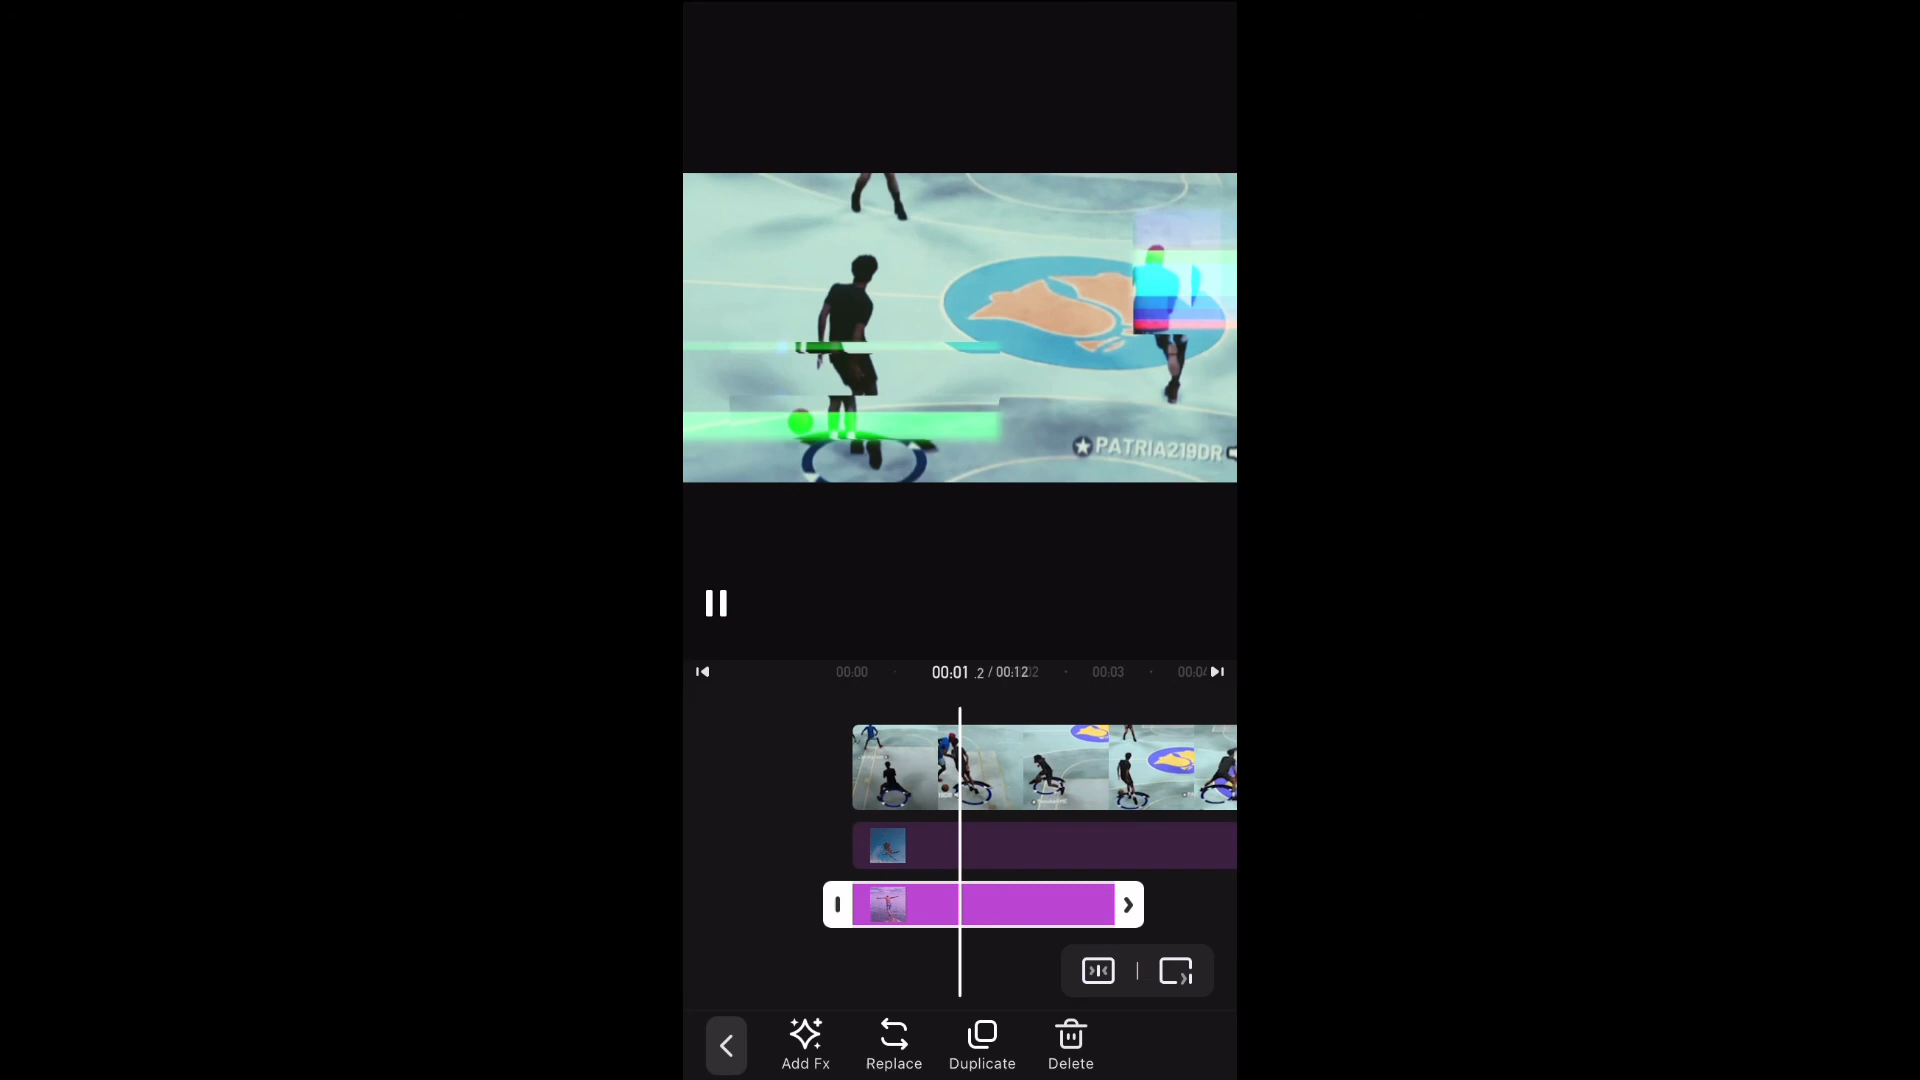 PATRIA219DR
00:00
00:01 .2 / 00:12
00:03
Add Fx
Replace
Duplicate
Delete